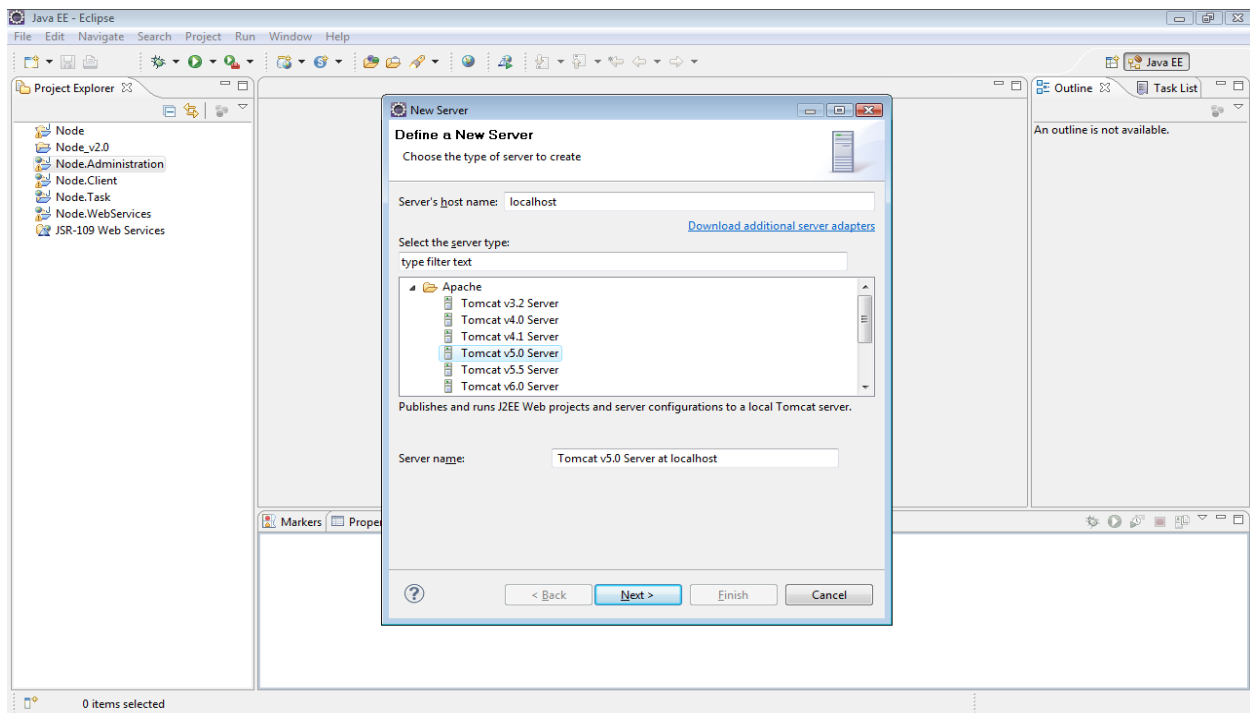 Java EE - Eclipse
File Edit Navigate Search Project Run Window Help
Java EE
Project Explorer
Node
Node_v2.0
Node.Administration
Node.Client
Node.Task
Node.WebServices
JSR-109 Web Services
New Server
Define a New Server
Choose the type of server to create
Server's host name: localhost
Download additional server adapters
Select the server type:
type filter text
Apache
Tomcat v3.2 Server
Tomcat v4.0 Server
Tomcat v4.1 Server
Tomcat v5.0 Server
Tomcat v5.5 Server
Tomcat v6.0 Server
Publishes and runs J2EE Web projects and server configurations to a local Tomcat server.
Server name: Tomcat v5.0 Server at localhost
< Back Next > Finish Cancel
Outline Task List
An outline is not available.
Markers Proper
0 items selected